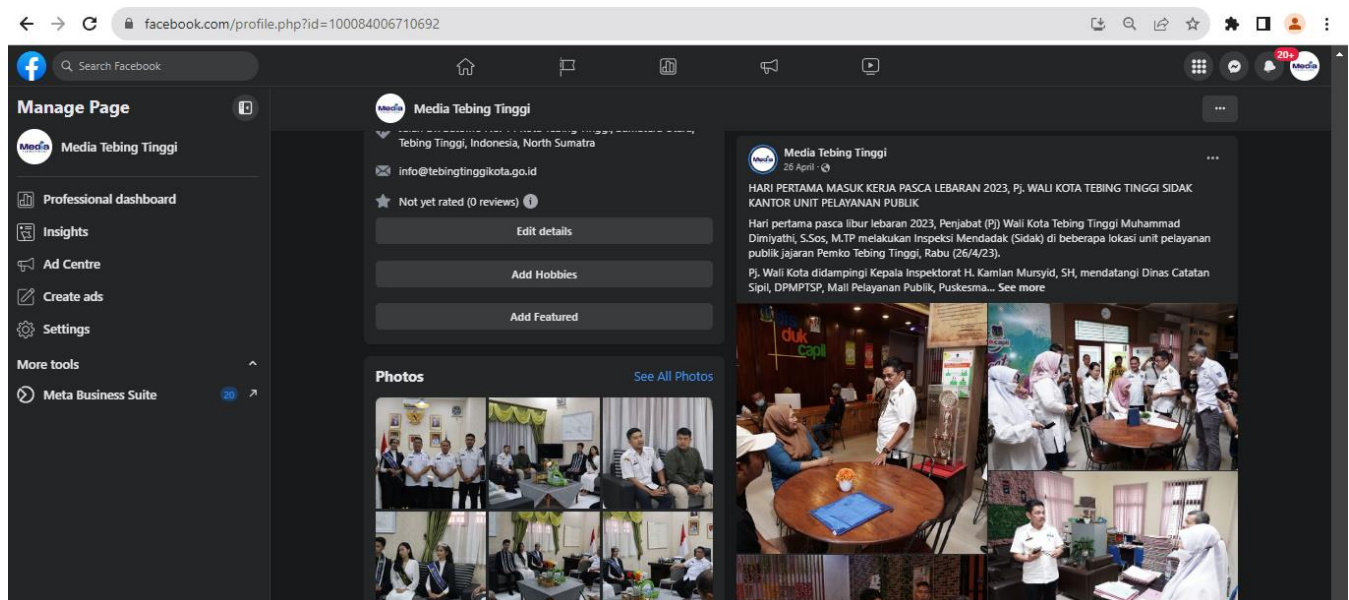 facebook.com/profile.php?id=100084006710692
Search Facebook
20+
Media
Manage Page
Media Tebing Tinggi
Professional dashboard
Insights
Ad Centre
Create ads
Settings
More tools
Meta Business Suite
20
Media Tebing Tinggi
Tebing Tinggi, Indonesia, North Sumatra
info@tebingtinggikota.go.id
Not yet rated (0 reviews)
Edit details
Add Hobbies
Add Featured
Photos
See All Photos
Media Tebing Tinggi
26 April
HARI PERTAMA MASUK KERJA PASCA LEBARAN 2023, Pj. WALI KOTA TEBING TINGGI SIDAK
KANTOR UNIT PELAYANAN PUBLIK
Hari pertama pasca libur lebaran 2023, Penjabat (Pj) Wali Kota Tebing Tinggi Muhammad
Dimiyathi, S.Sos, M.TP melakukan Inspeksi Mendadak (Sidak) di beberapa lokasi unit pelayanan
publik jajaran Pemko Tebing Tinggi, Rabu (26/4/23).
Pj. Wali Kota didampingi Kepala Inspektorat H. Kamlan Mursyid, SH, mendatangi Dinas Catatan
Sipil, DPMPTSP, Mall Pelayanan Publik, Puskesma... See more
duk
capil